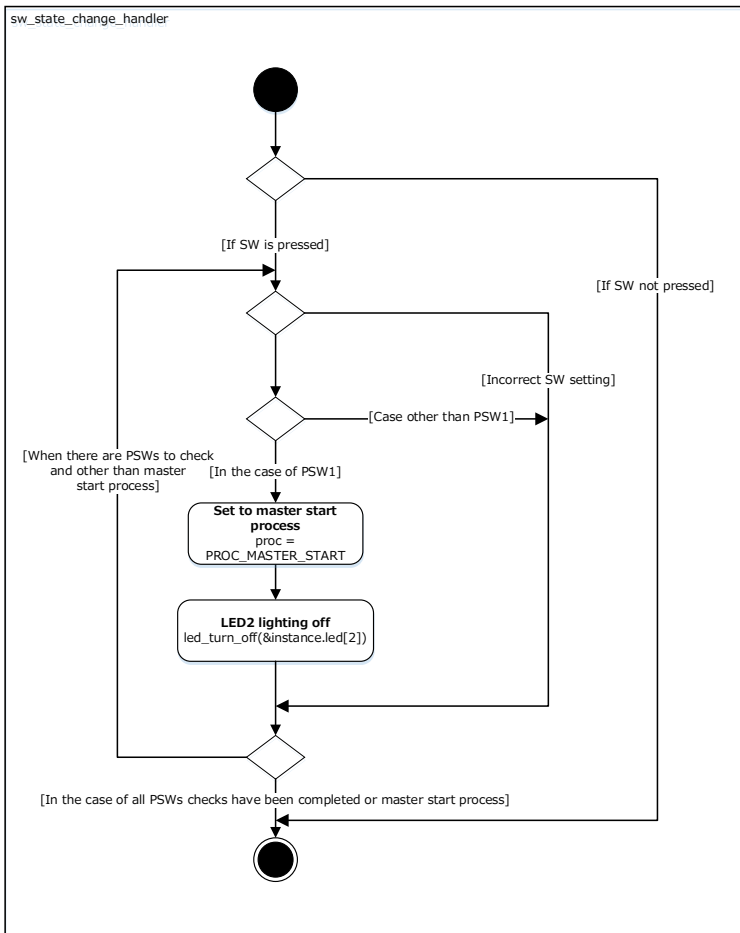 sw_state_change_handler
[If SW is pressed]
[If SW not pressed]
[Incorrect SW setting]
[Case other than PSW1]
[When there are PSWs to check
and other than master
start process]
[In the case of PSW1]
Set to master start
process
proc =
PROC_MASTER_START
LED2 lighting off
led_turn_off(&instance.led[2])
[In the case of all PSWs checks have been completed or master start process]